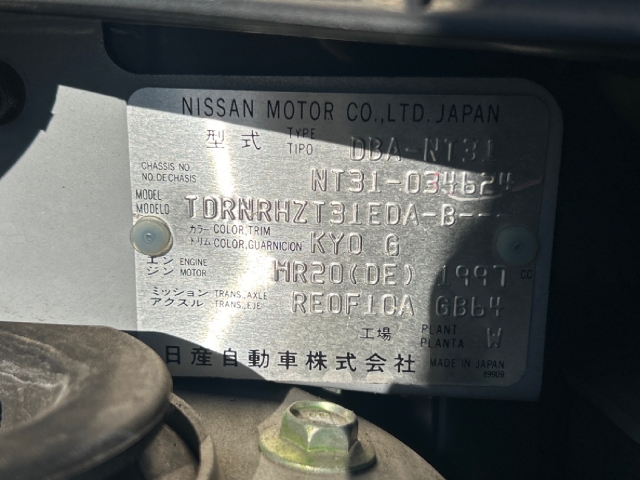 NISSAN MOTOR CO.,LTD.JAPAN
型式 TYPE TIPO DBA-NT31
CHASSIS NO. NO.DE CHASIS NT31-034624
MODEL MODELO TDRNRHZT31EDA-B---
カラー COLOR,TRIM トリム COLOR,GUARNICION KY0 G
エンジン ENGINE MOTOR MR20(DE) 1997 CC
ミッション TRANS.,AXLE アクスル TRANS.,EJE RE0F10A GB64
工場 PLANT PLANTA W
日産自動車株式会社 MADE IN JAPAN